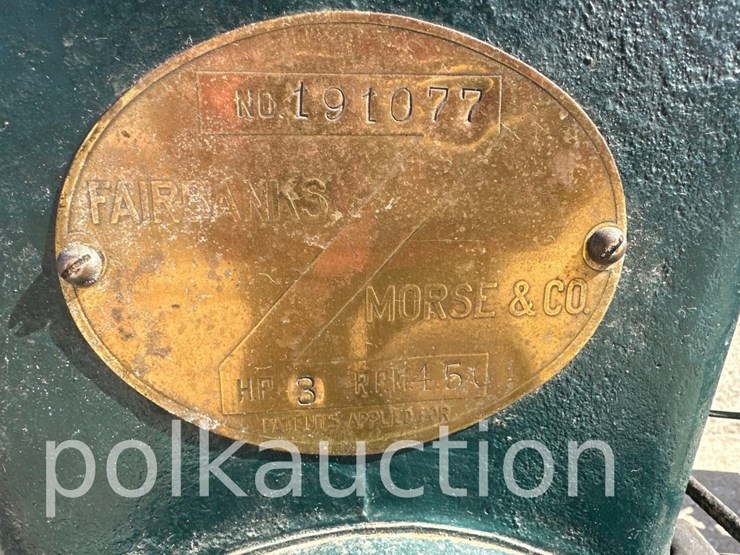 NO. 191077
FAIRBANKS
MORSE & CO.
HP 3 RPM 450
PATENTS APPLIED FOR
polkauction